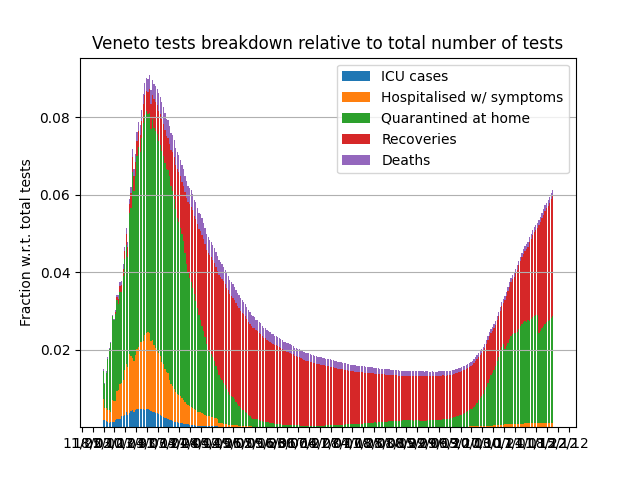 Veneto tests breakdown relative to total number of tests
ICU cases
Hospitalised w/ symptoms
Quarantined at home
Recoveries
Deaths
Fraction w.r.t. total tests
0.08
0.06
0.04
0.02